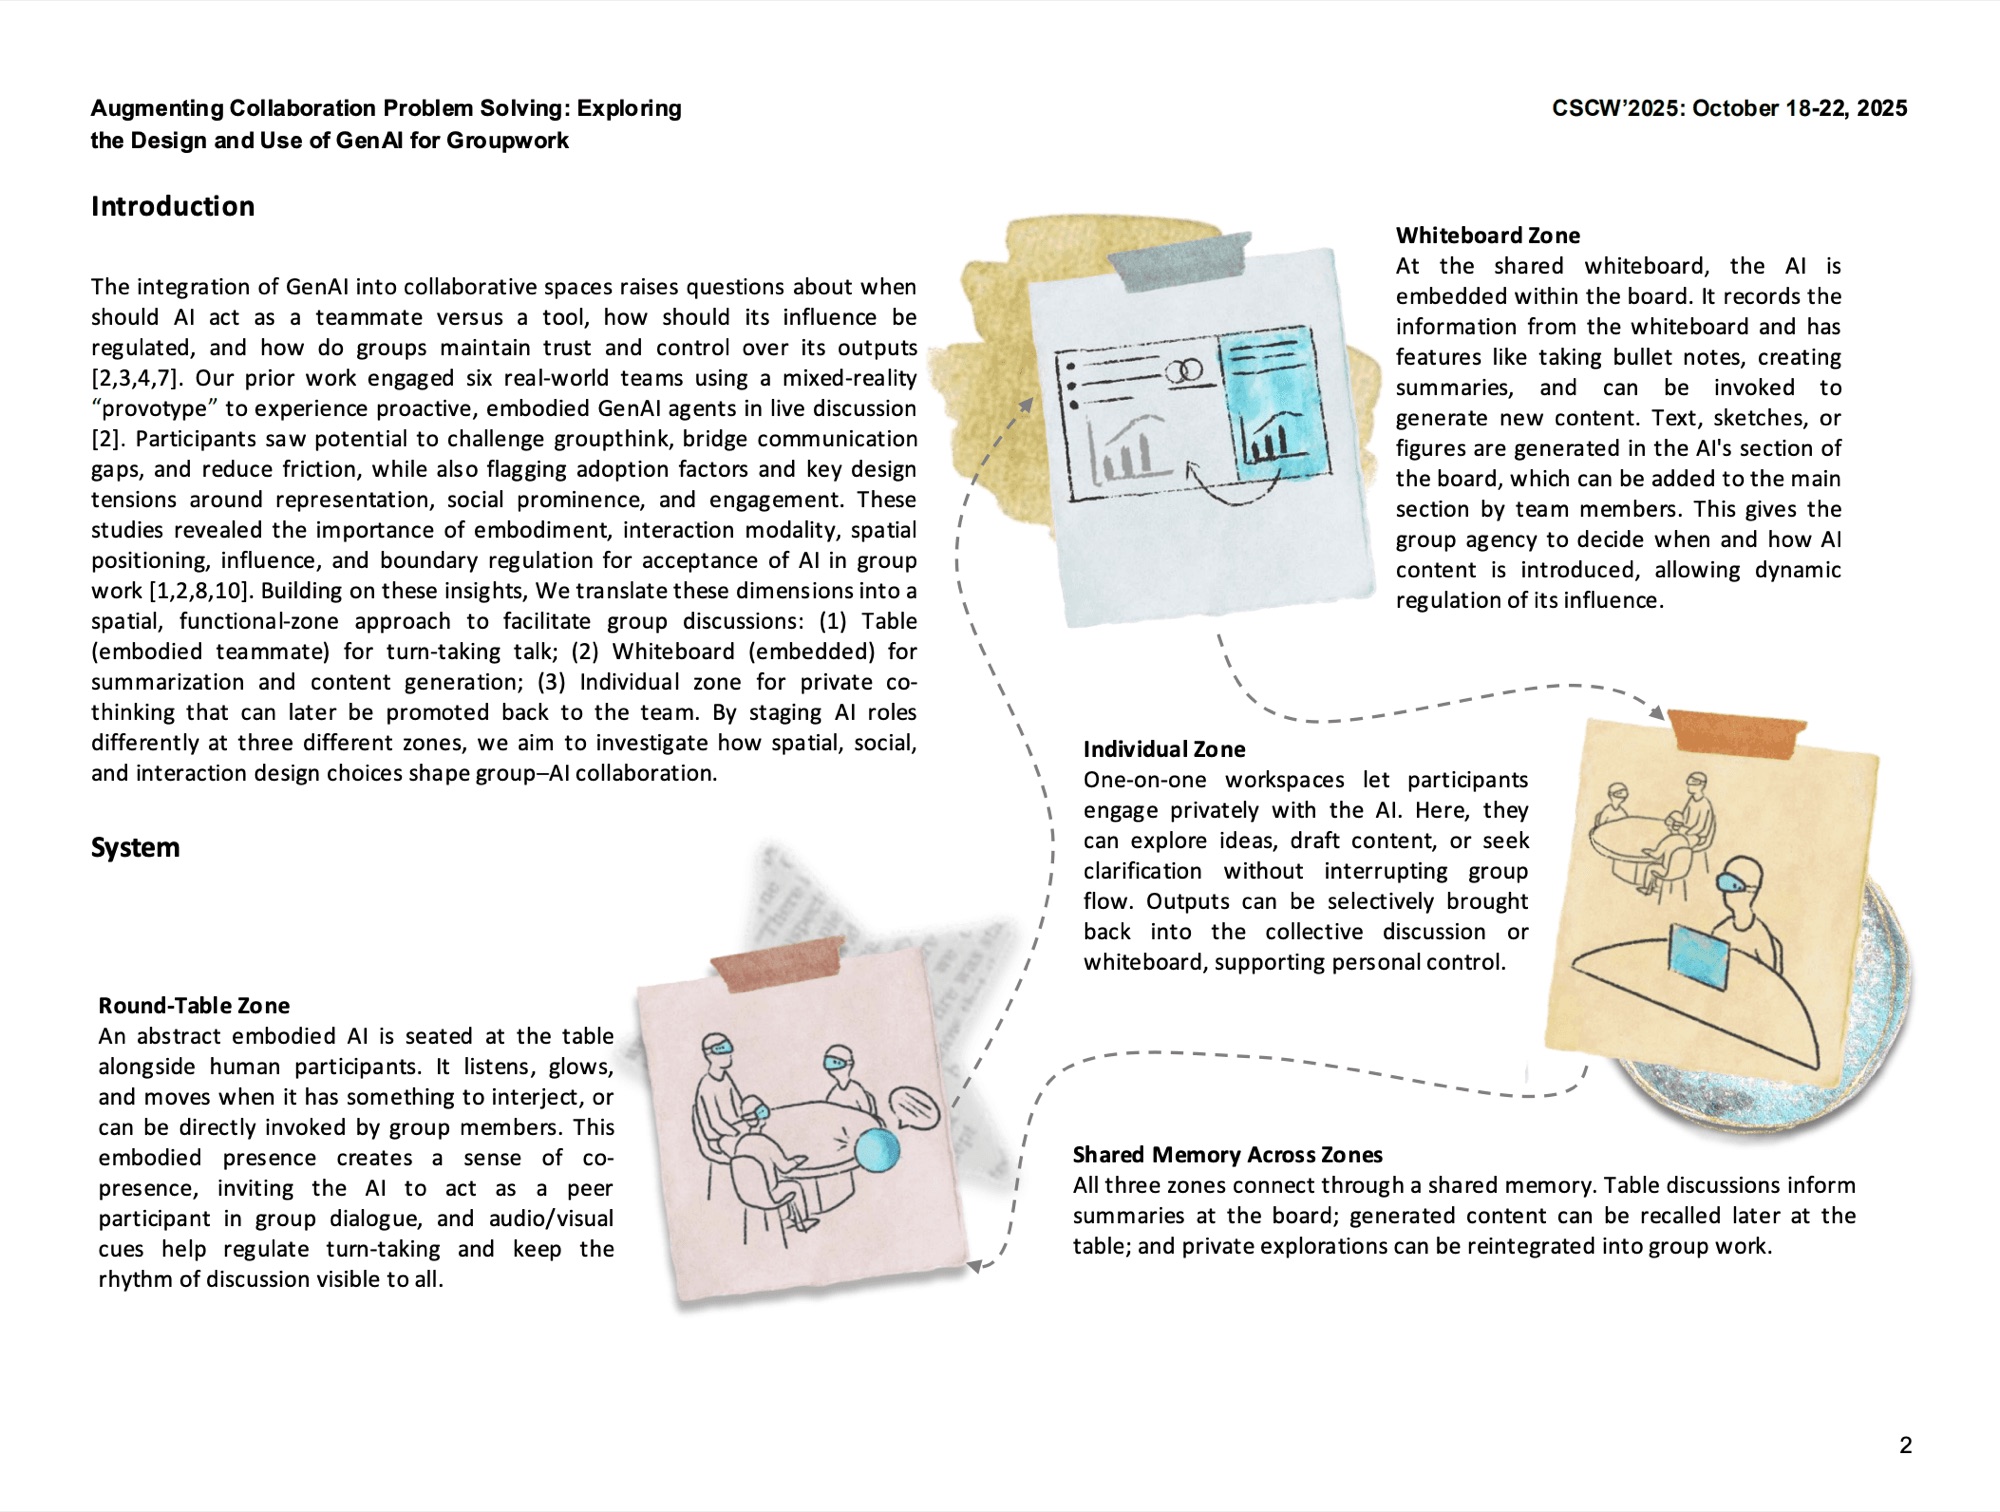 Augmenting Collaboration Problem Solving: Exploring
the Design and Use of GenAI for Groupwork
CSCW’2025: October 18-22, 2025
Introduction
The integration of GenAI into collaborative spaces raises questions about when
should AI act as a teammate versus a tool, how should its influence be
regulated, and how do groups maintain trust and control over its outputs
[2,3,4,7]. Our prior work engaged six real-world teams using a mixed-reality
“provotype” to experience proactive, embodied GenAI agents in live discussion
[2]. Participants saw potential to challenge groupthink, bridge communication
gaps, and reduce friction, while also flagging adoption factors and key design
tensions around representation, social prominence, and engagement. These
studies revealed the importance of embodiment, interaction modality, spatial
positioning, influence, and boundary regulation for acceptance of AI in group
work [1,2,8,10]. Building on these insights, We translate these dimensions into a
spatial, functional-zone approach to facilitate group discussions: (1) Table
(embodied teammate) for turn-taking talk; (2) Whiteboard (embedded) for
summarization and content generation; (3) Individual zone for private co-
thinking that can later be promoted back to the team. By staging AI roles
differently at three different zones, we aim to investigate how spatial, social,
and interaction design choices shape group–AI collaboration.
System
Round-Table Zone
An abstract embodied AI is seated at the table
alongside human participants. It listens, glows,
and moves when it has something to interject, or
can be directly invoked by group members. This
embodied presence creates a sense of co-
presence, inviting the AI to act as a peer
participant in group dialogue, and audio/visual
cues help regulate turn-taking and keep the
rhythm of discussion visible to all.
Whiteboard Zone
At the shared whiteboard, the AI is
embedded within the board. It records the
information from the whiteboard and has
features like taking bullet notes, creating
summaries, and can be invoked to
generate new content. Text, sketches, or
figures are generated in the AI's section of
the board, which can be added to the main
section by team members. This gives the
group agency to decide when and how AI
content is introduced, allowing dynamic
regulation of its influence.
Individual Zone
One-on-one workspaces let participants
engage privately with the AI. Here, they
can explore ideas, draft content, or seek
clarification without interrupting group
flow. Outputs can be selectively brought
back into the collective discussion or
whiteboard, supporting personal control.
Shared Memory Across Zones
All three zones connect through a shared memory. Table discussions inform
summaries at the board; generated content can be recalled later at the
table; and private explorations can be reintegrated into group work.
2